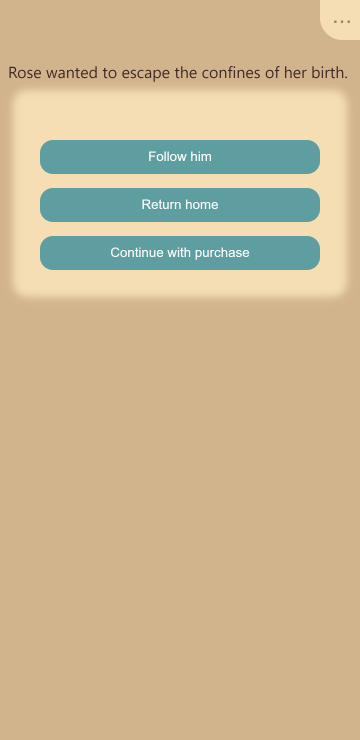 ...
Rose wanted to escape the confines of her birth.
Follow him
Return home
Continue with purchase